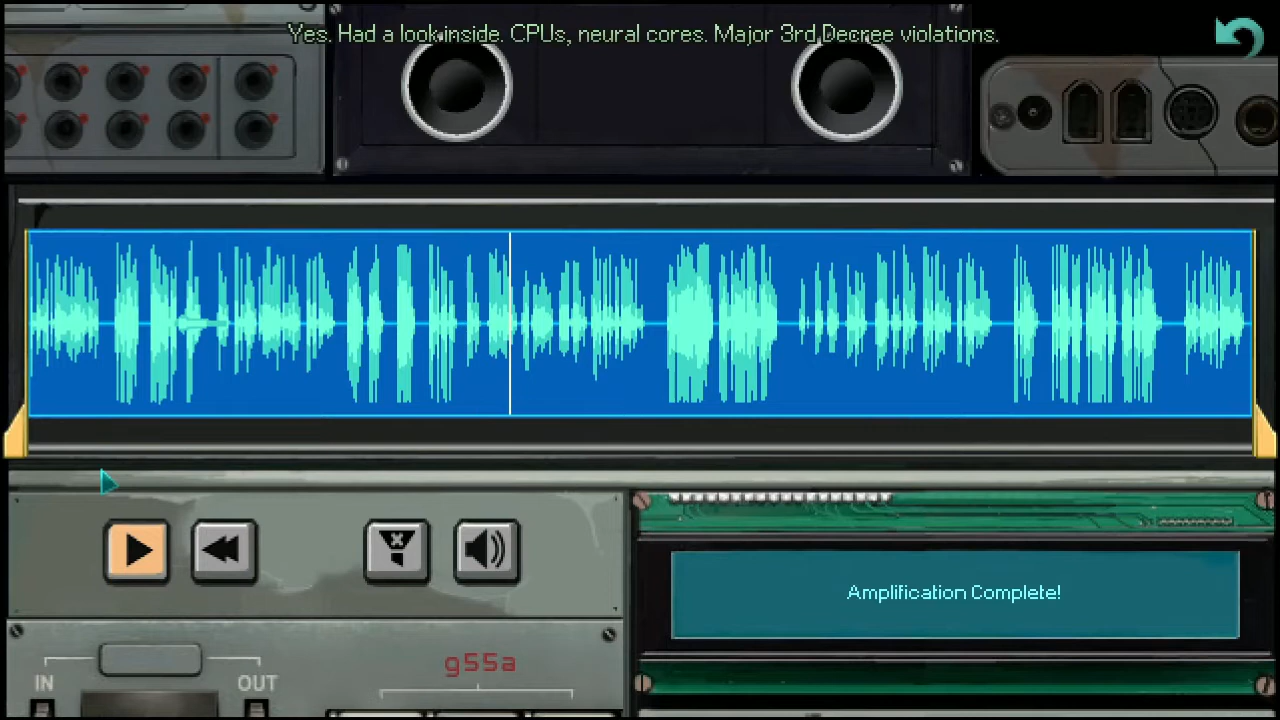 Yes. Had a look inside. CPUs, neural cores. Major 3rd Decree violations.
Amplification Complete!
g55a
IN
OUT